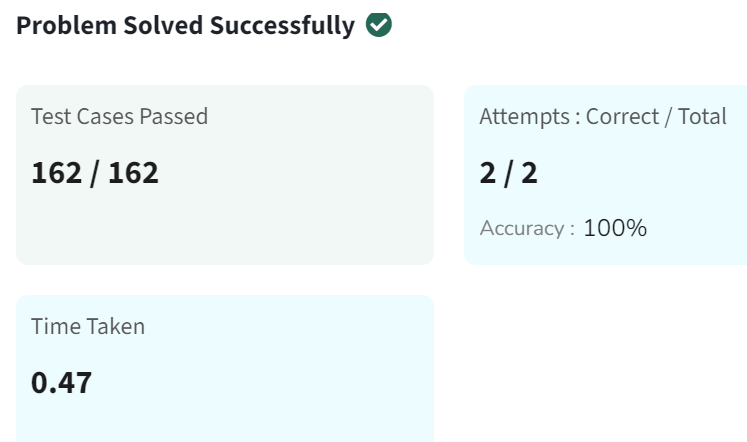 Problem Solved Successfully
Test Cases Passed
162 / 162
Attempts : Correct / Total
2 / 2
Accuracy : 100%
Time Taken
0.47